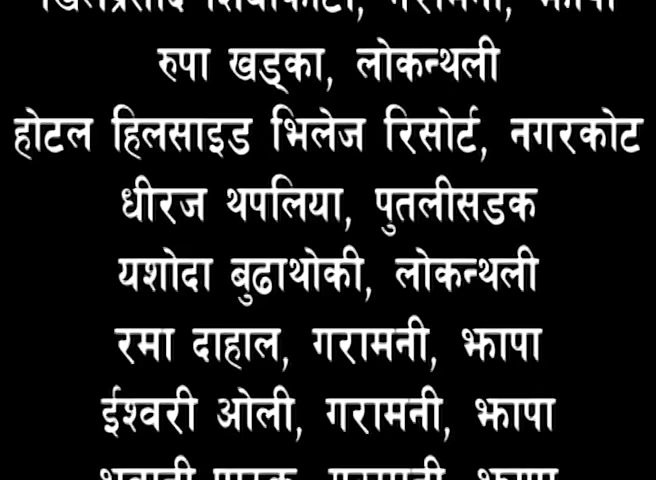 रुपा खड्का, लोकन्थली
होटल हिलसाइड भिलेज रिसोर्ट, नगरकोट
धीरज थपलिया, पुतलीसडक
यशोदा बुढाथोकी, लोकन्थली
रमा दाहाल, गरामनी, झापा
ईश्वरी ओली, गरामनी, झापा